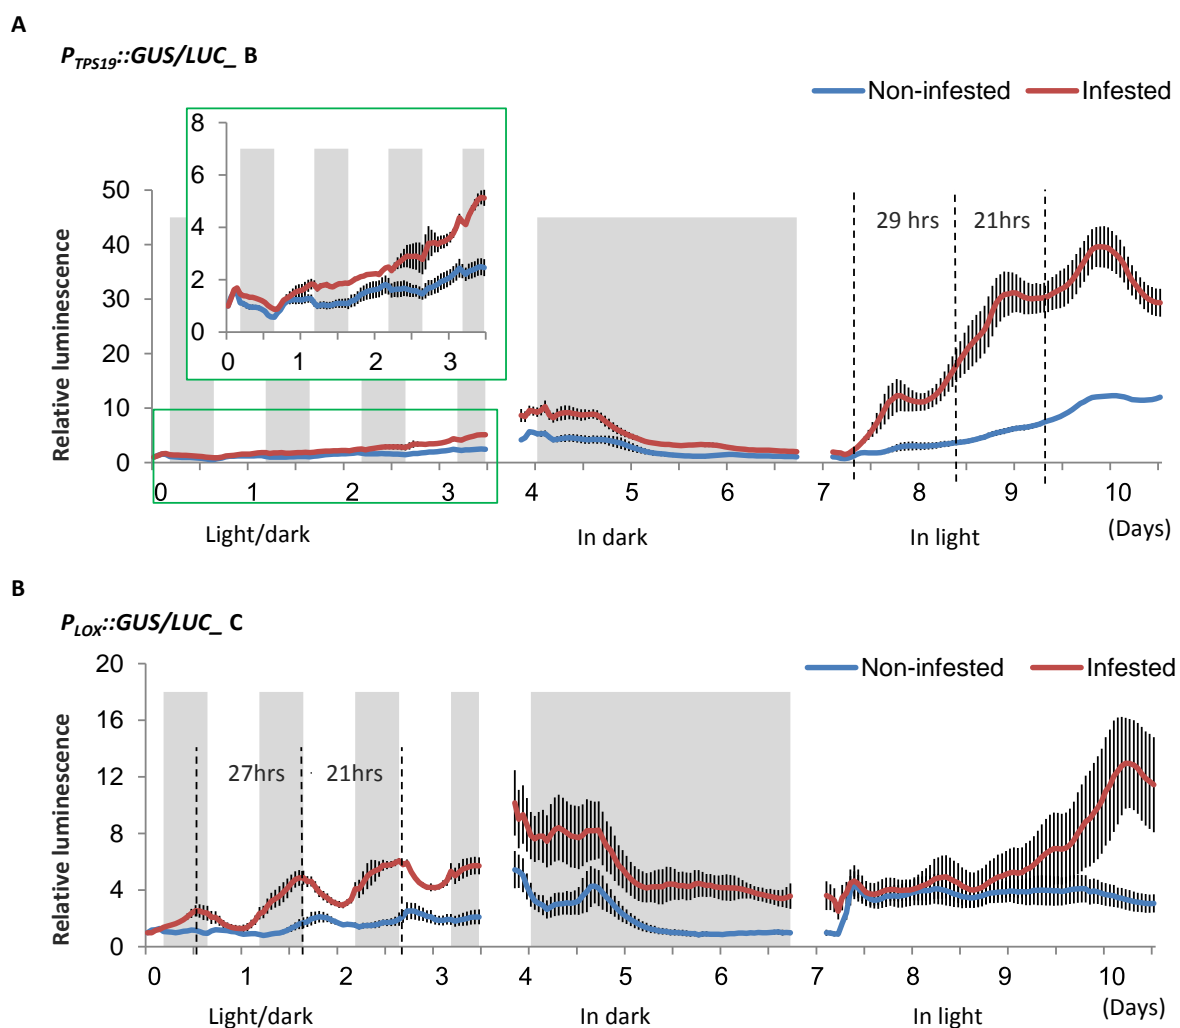 A
P_TPS19::GUS/LUC_ B
Non-infested Infested
8
6
4
2
0
0 1 2 3
Relative luminescence
50
40
30
20
10
0
29 hrs 21hrs
0 1 2 3 4 5 6 7 8 9 10
Light/dark In dark In light (Days)
B
P_LOX::GUS/LUC_ C
Non-infested Infested
Relative luminescence
20
16
12
8
4
0
27hrs 21hrs
0 1 2 3 4 5 6 7 8 9 10
Light/dark In dark In light (Days)